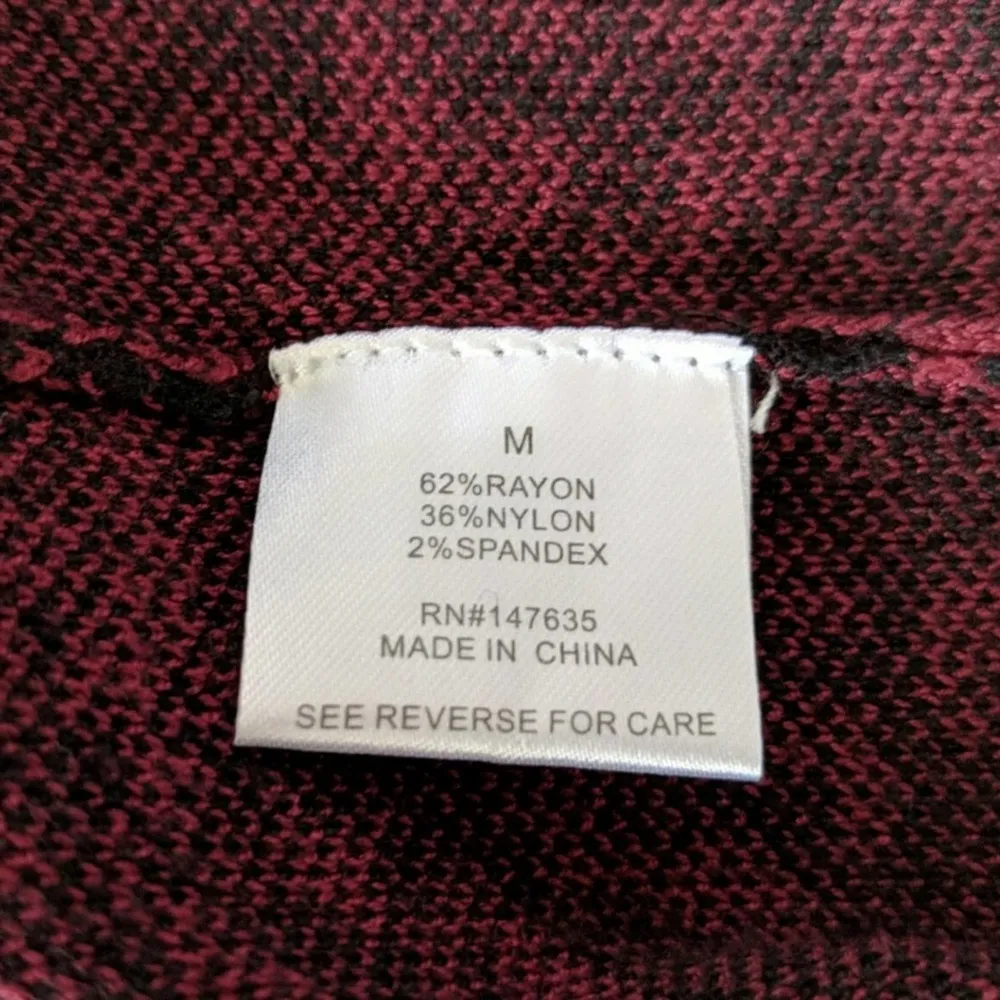 M
62%RAYON
36%NYLON
2%SPANDEX
RN#147635
MADE IN CHINA
SEE REVERSE FOR CARE